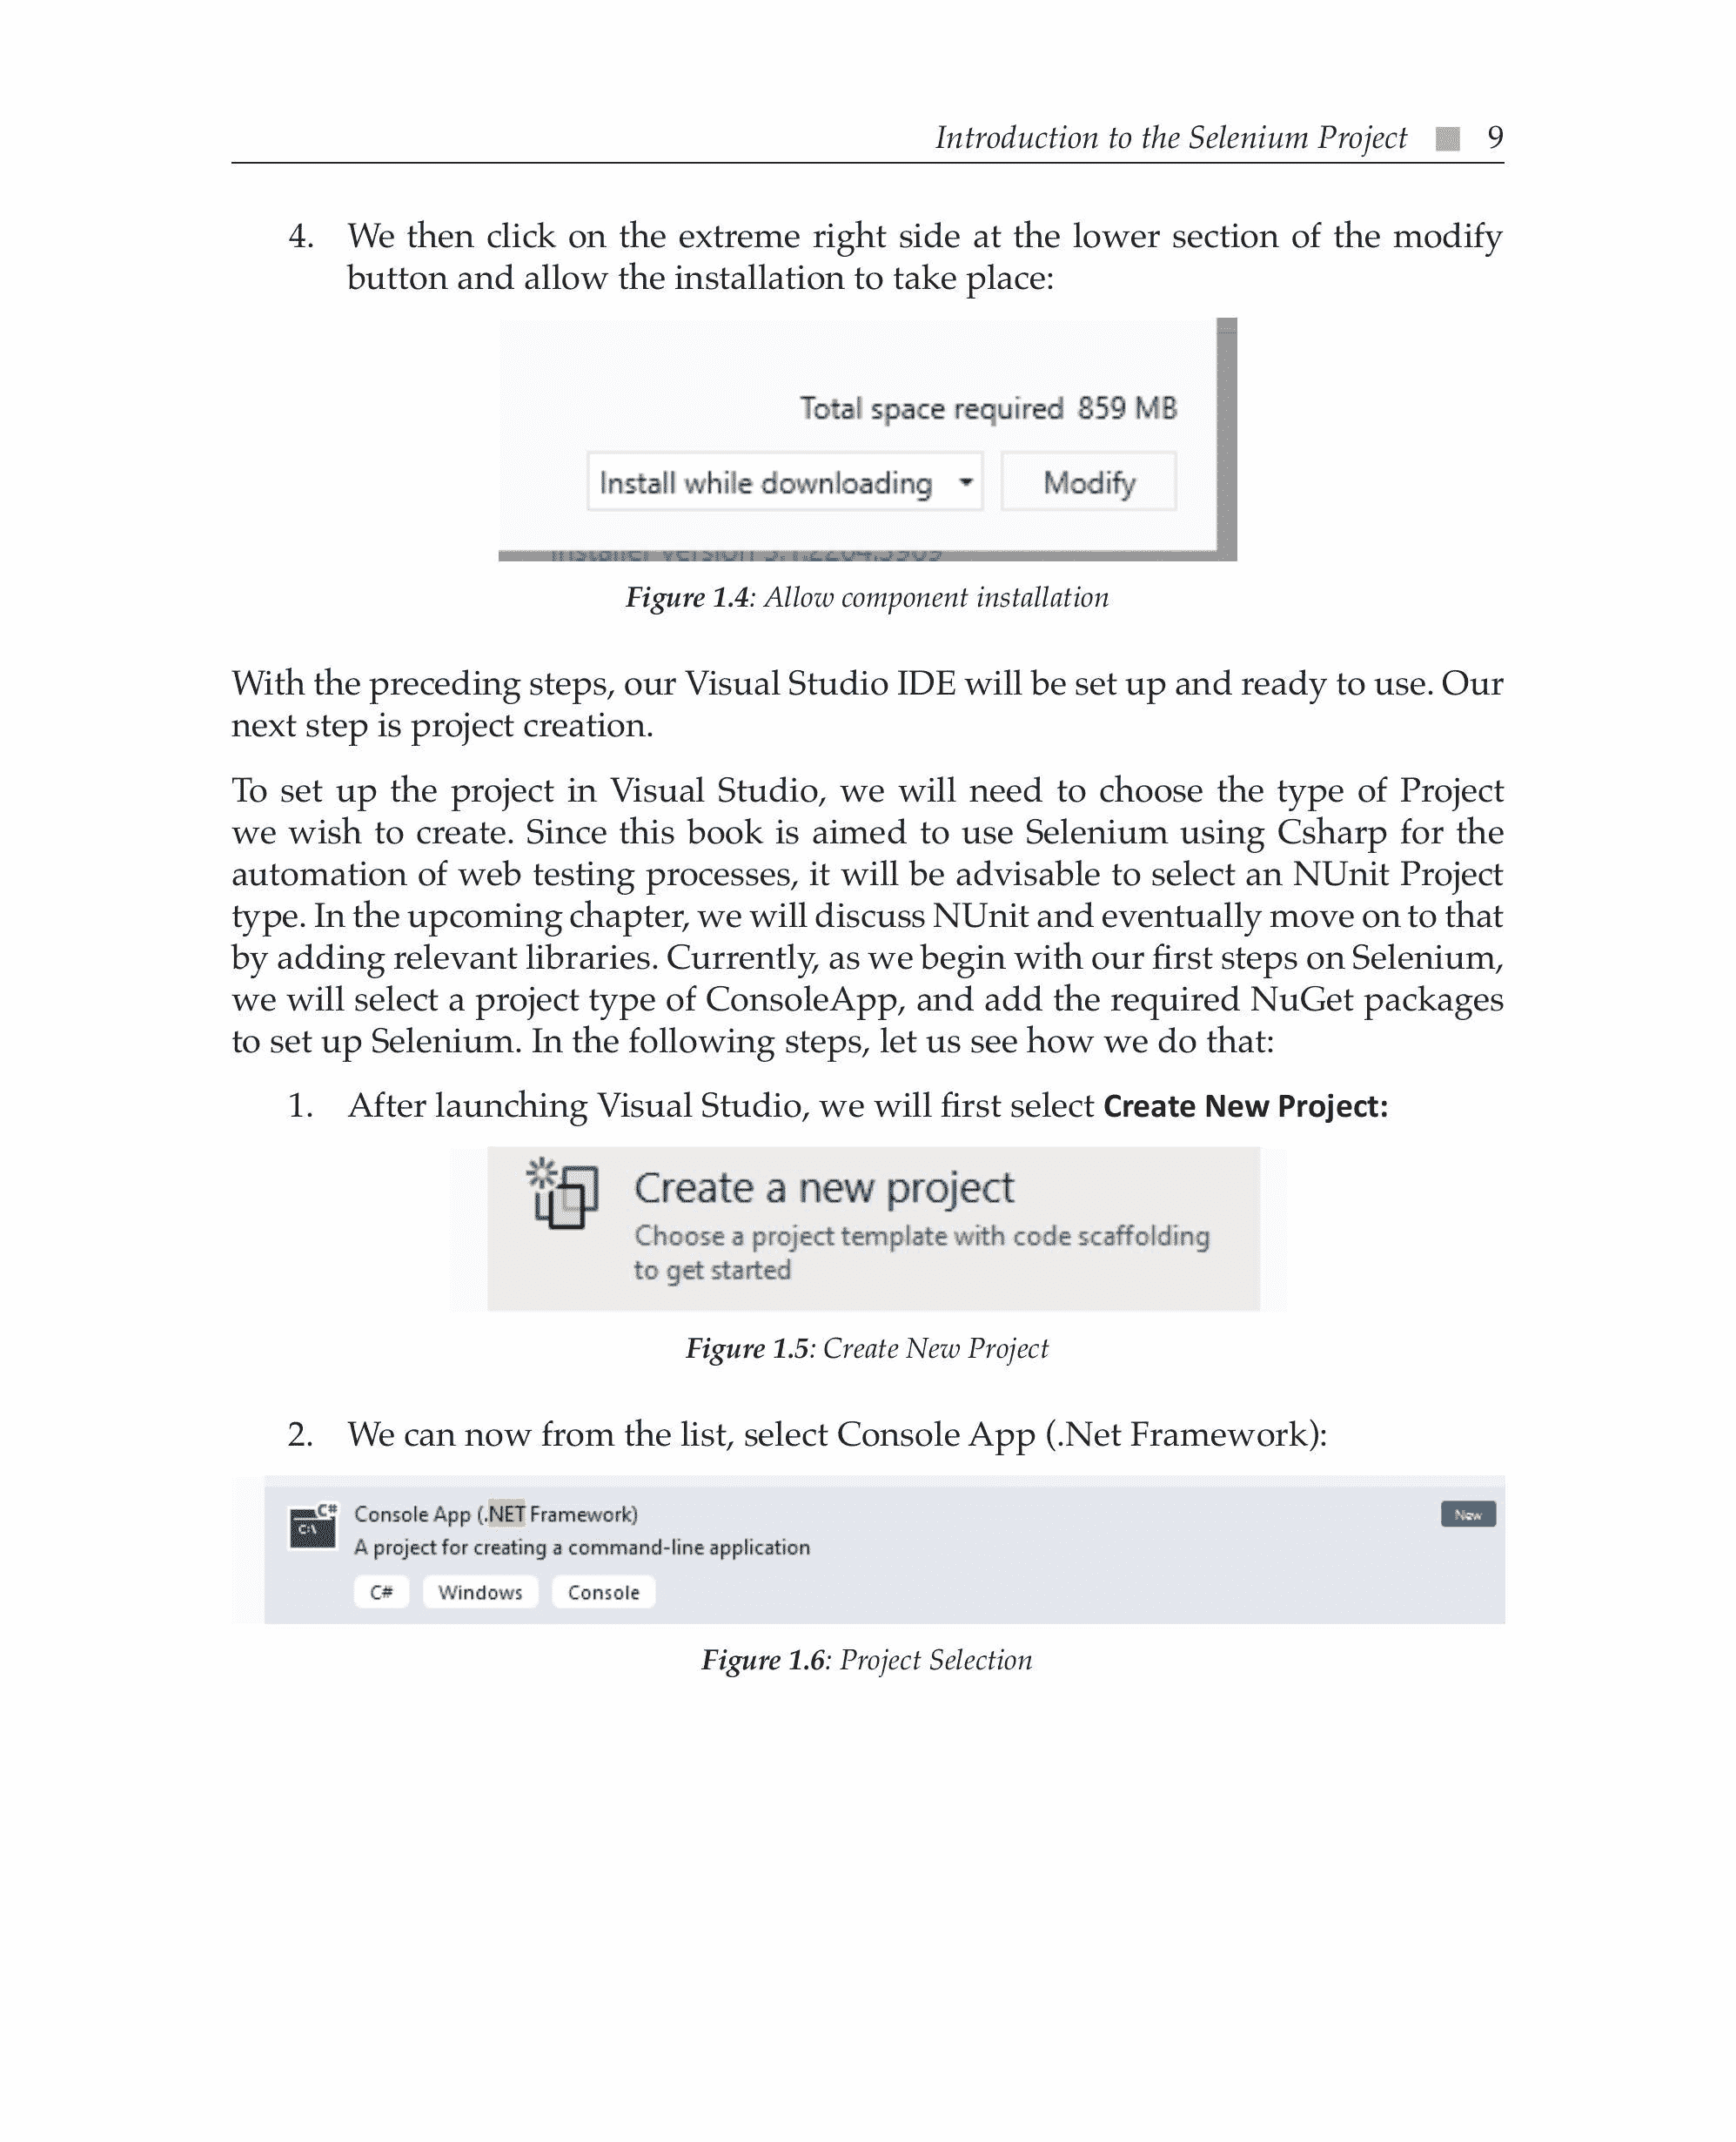 Introduction to the Selenium Project 9
4. We then click on the extreme right side at the lower section of the modify
button and allow the installation to take place:
Total space required 859 MB
Install while downloading Modify
Figure 1.4: Allow component installation
With the preceding steps, our Visual Studio IDE will be set up and ready to use. Our
next step is project creation.
To set up the project in Visual Studio, we will need to choose the type of Project
we wish to create. Since this book is aimed to use Selenium using Csharp for the
automation of web testing processes, it will be advisable to select an NUnit Project
type. In the upcoming chapter, we will discuss NUnit and eventually move on to that
by adding relevant libraries. Currently, as we begin with our first steps on Selenium,
we will select a project type of ConsoleApp, and add the required NuGet packages
to set up Selenium. In the following steps, let us see how we do that:
1. After launching Visual Studio, we will first select Create New Project:
Create a new project
Choose a project template with code scaffolding
to get started
Figure 1.5: Create New Project
2. We can now from the list, select Console App (.Net Framework):
C# Console App (.NET Framework) New
C:\ A project for creating a command-line application
C# Windows Console
Figure 1.6: Project Selection